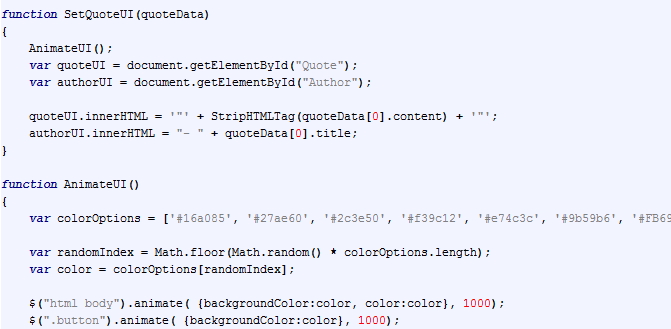 function SetQuoteUI(quoteData)
{
AnimateUI();
var quoteUI = document.getElementById("Quote");
var authorUI = document.getElementById("Author");
quoteUI.innerHTML = '"' + StripHTMLTag(quoteData[0].content) + '"';
authorUI.innerHTML = "- " + quoteData[0].title;
}
function AnimateUI()
{
var colorOptions = ['#16a085', '#27ae60', '#2c3e50', '#f39c12', '#e74c3c', '#9b59b6', '#FB69
var randomIndex = Math.floor(Math.random() * colorOptions.length);
var color = colorOptions[randomIndex];
$("html body").animate( {backgroundColor:color, color:color}, 1000);
$(".button").animate( {backgroundColor:color}, 1000);